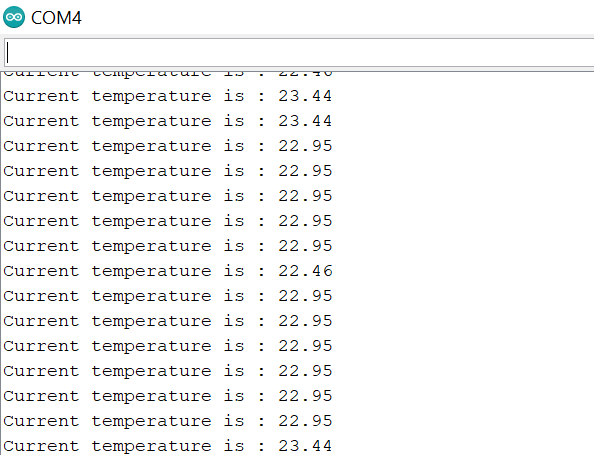 COM4
Current temperature is : 22.46
Current temperature is : 23.44
Current temperature is : 23.44
Current temperature is : 22.95
Current temperature is : 22.95
Current temperature is : 22.95
Current temperature is : 22.95
Current temperature is : 22.95
Current temperature is : 22.46
Current temperature is : 22.95
Current temperature is : 22.95
Current temperature is : 22.95
Current temperature is : 22.95
Current temperature is : 22.95
Current temperature is : 22.95
Current temperature is : 23.44